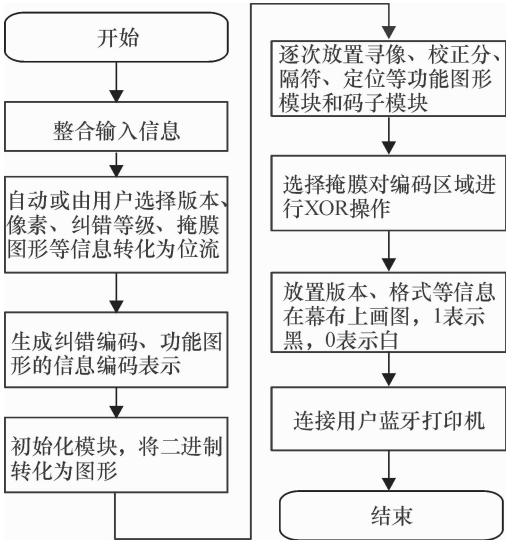 开始
整合输入信息
自动或由用户选择版本、
像素、纠错等级、掩膜
图形等信息转化为位流
生成纠错编码、功能图
形的信息编码表示
初始化模块，将二进制
转化为图形
逐次放置寻像、校正分、
隔符、定位等功能图形
模块和码子模块
选择掩膜对编码区域进
行XOR操作
放置版本、格式等信息
在幕布上画图，1表示
黑，0表示白
连接用户蓝牙打印机
结束